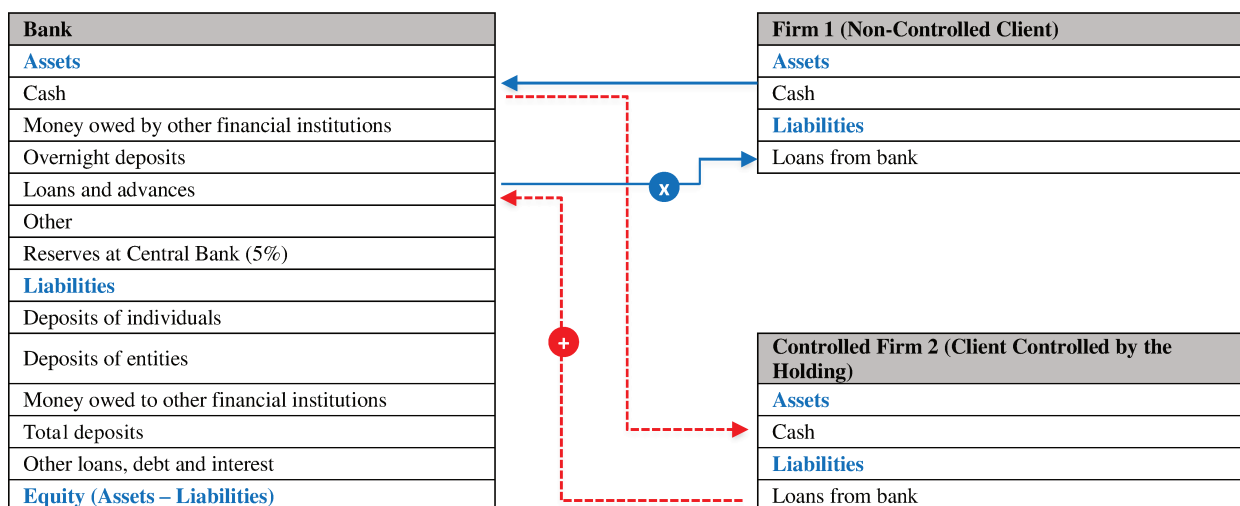 Bank
Assets
Cash
Money owed by other financial institutions
Overnight deposits
Loans and advances
Other
Reserves at Central Bank (5%)
Liabilities
Deposits of individuals
Deposits of entities
Money owed to other financial institutions
Total deposits
Other loans, debt and interest
Equity (Assets – Liabilities)
x
+
Firm 1 (Non-Controlled Client)
Assets
Cash
Liabilities
Loans from bank
Controlled Firm 2 (Client Controlled by the
Holding)
Assets
Cash
Liabilities
Loans from bank